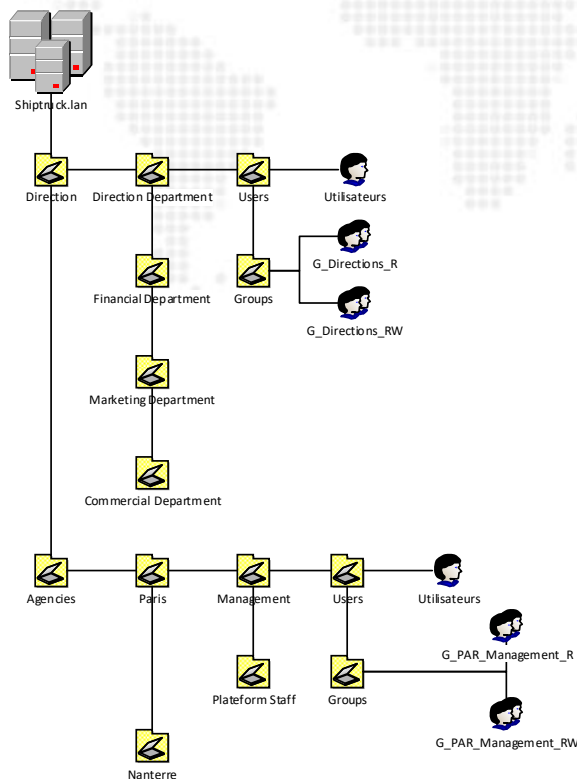 Shiptruck.lan
Direction
Direction Department
Users
Utilisateurs
G_Directions_R
Financial Department
Groups
G_Directions_RW
Marketing Department
Commercial Department
Agencies
Paris
Management
Users
Utilisateurs
G_PAR_Management_R
Plateform Staff
Groups
G_PAR_Management_RW
Nanterre